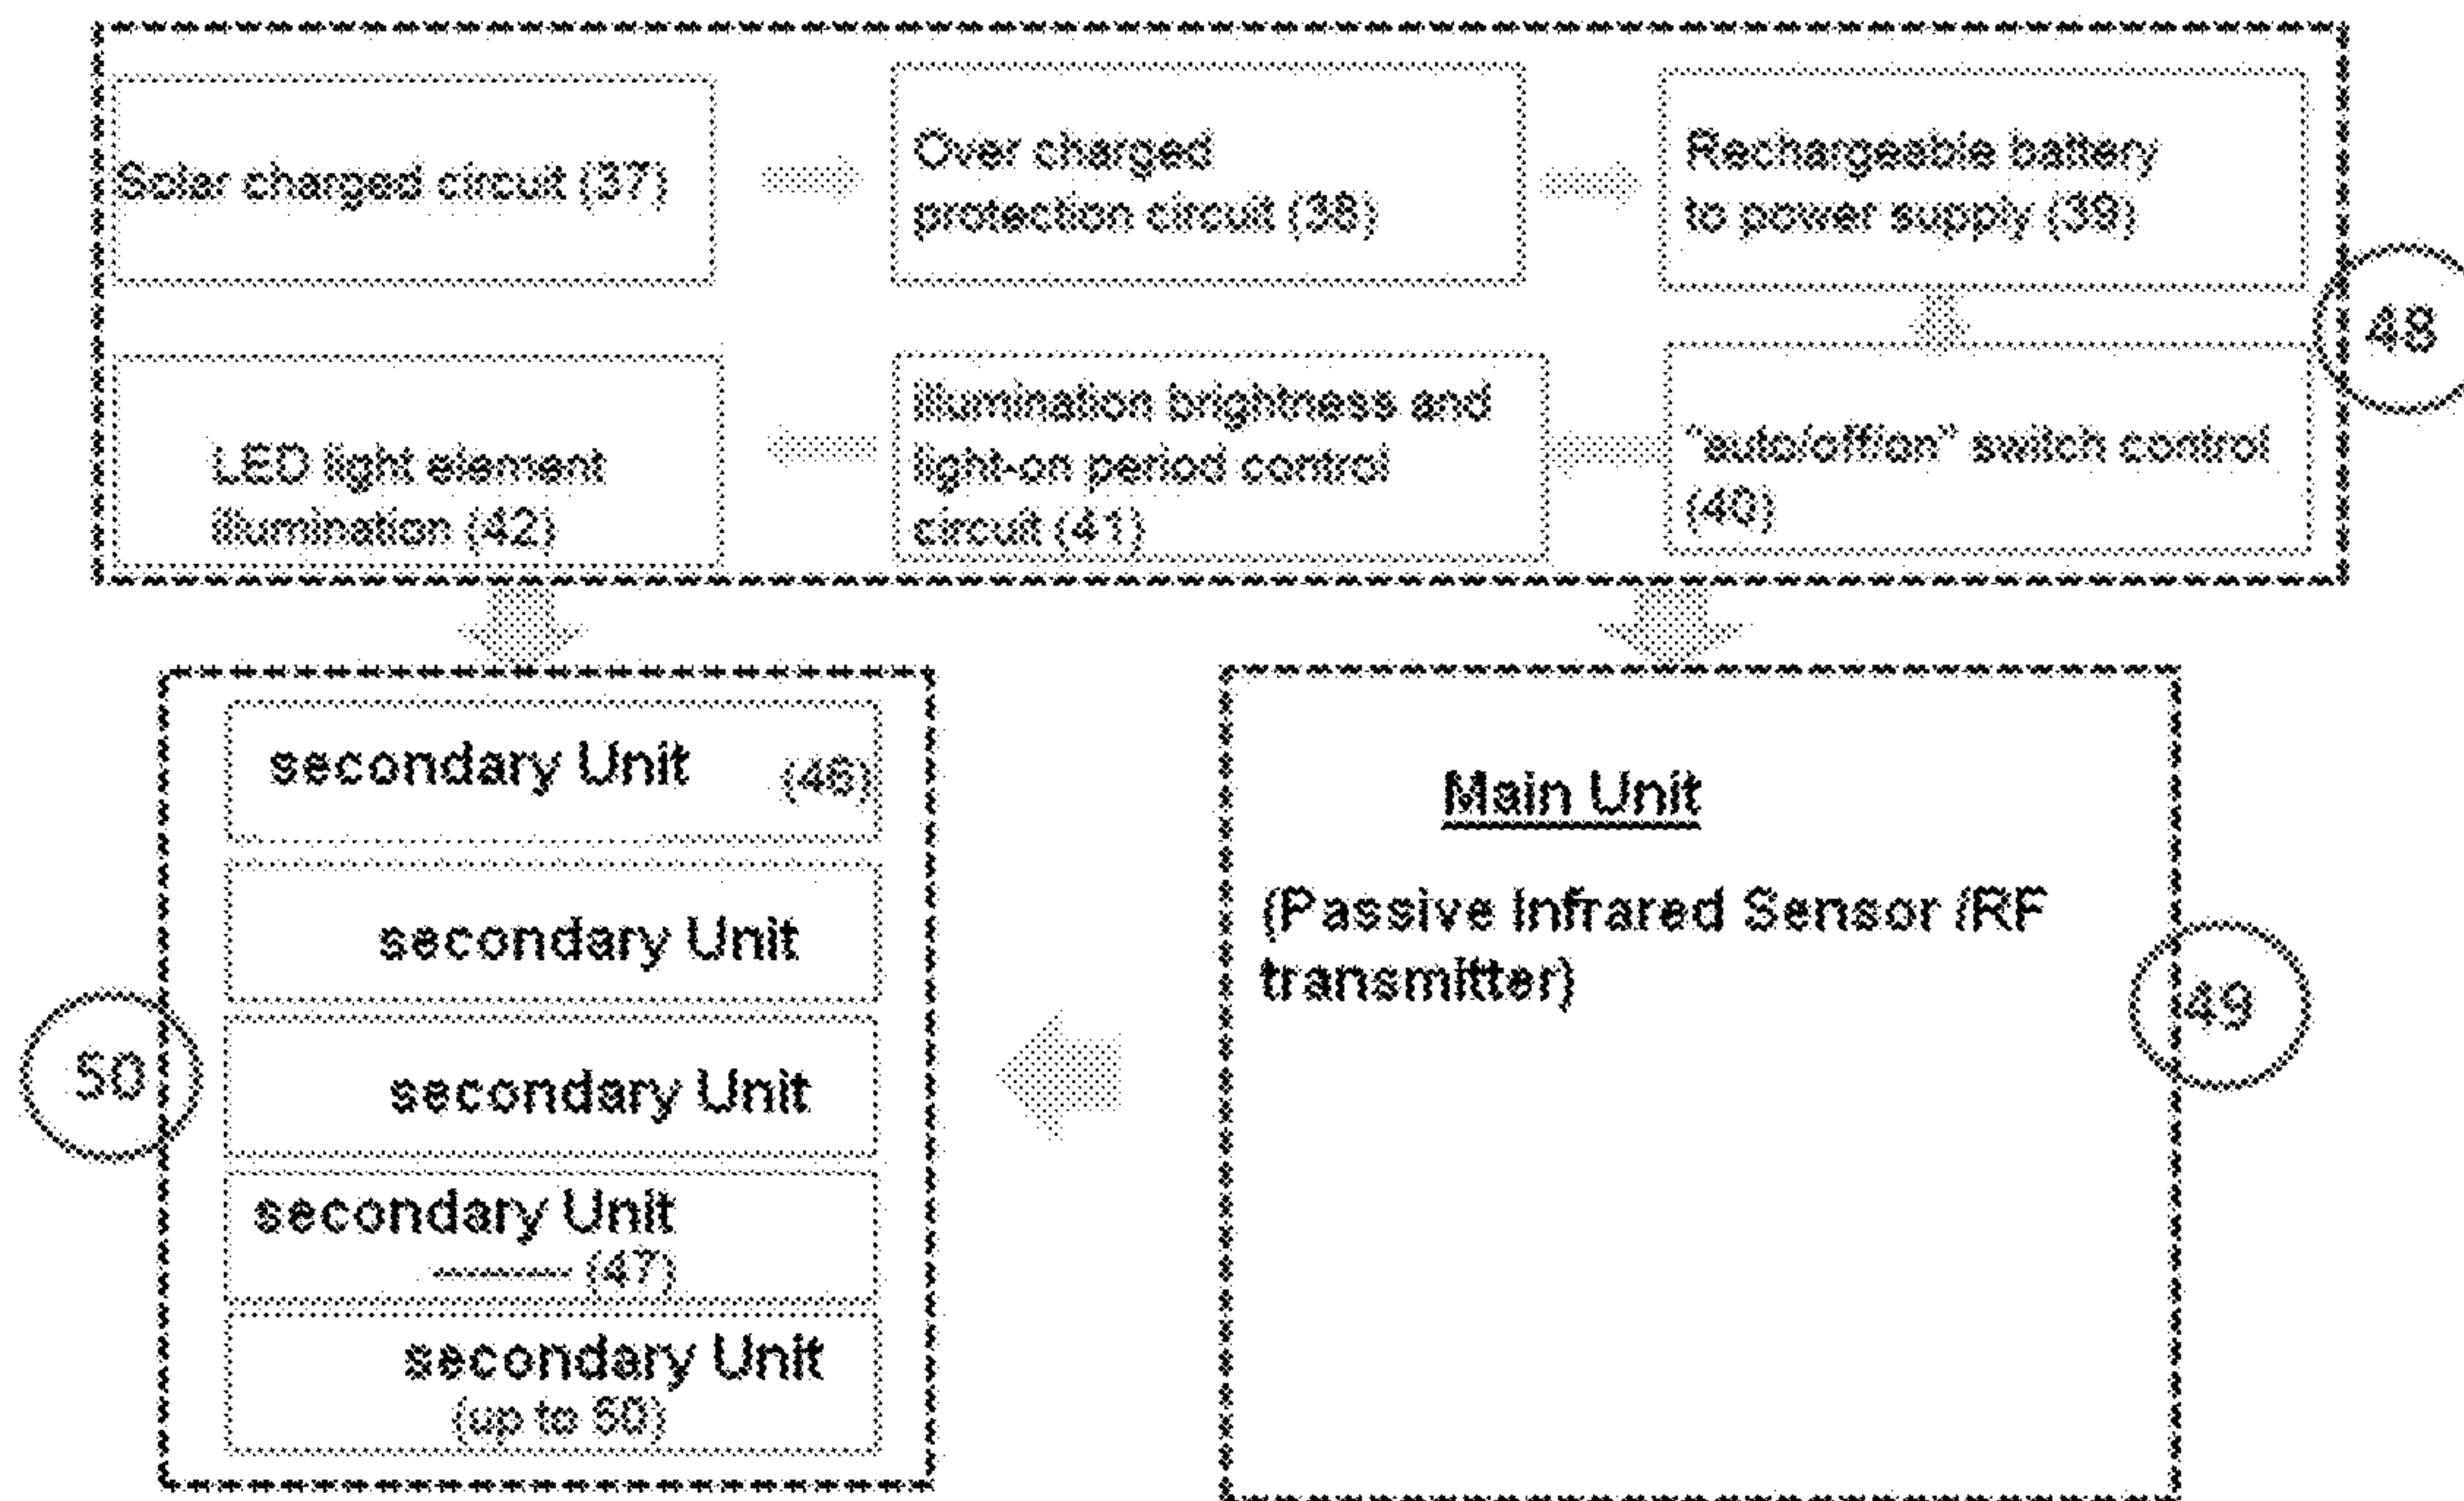 Solar charged circuit (37)
Over charged
protection circuit (38)
Rechargeable battery
to power supply (39)
48
LED light element
illumination (42)
illumination brightness and
light-on period control
circuit (41)
"auto/off/on" switch control
(40)
secondary Unit (46)
secondary Unit
secondary Unit
secondary Unit
--------- (47)
secondary Unit
(up to 50)
50
Main Unit
(Passive Infrared Sensor /RF
transmitter)
49